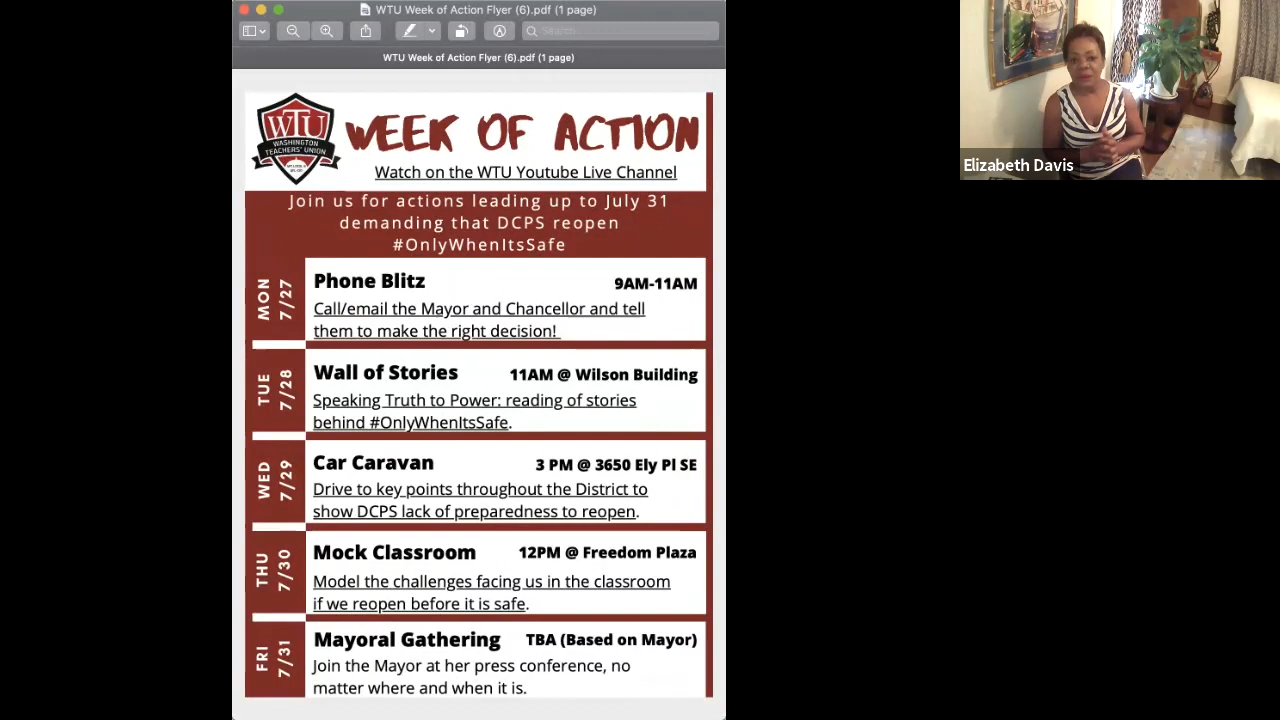 WTU Week of Action Flyer (6).pdf (1 page)
Search
WTU Week of Action Flyer (6).pdf (1 page)
WTU
WASHINGTON
TEACHERS' UNION
WEEK OF ACTION
Watch on the WTU Youtube Live Channel
Join us for actions leading up to July 31
demanding that DCPS reopen
#OnlyWhenItsSafe
MON
7/27
Phone Blitz 9AM-11AM
Call/email the Mayor and Chancellor and tell
them to make the right decision!
TUE
7/28
Wall of Stories 11AM @ Wilson Building
Speaking Truth to Power: reading of stories
behind #OnlyWhenItsSafe.
WED
7/29
Car Caravan 3 PM @ 3650 Ely Pl SE
Drive to key points throughout the District to
show DCPS lack of preparedness to reopen.
THU
7/30
Mock Classroom 12PM @ Freedom Plaza
Model the challenges facing us in the classroom
if we reopen before it is safe.
FRI
7/31
Mayoral Gathering TBA (Based on Mayor)
Join the Mayor at her press conference, no
matter where and when it is.
Elizabeth Davis